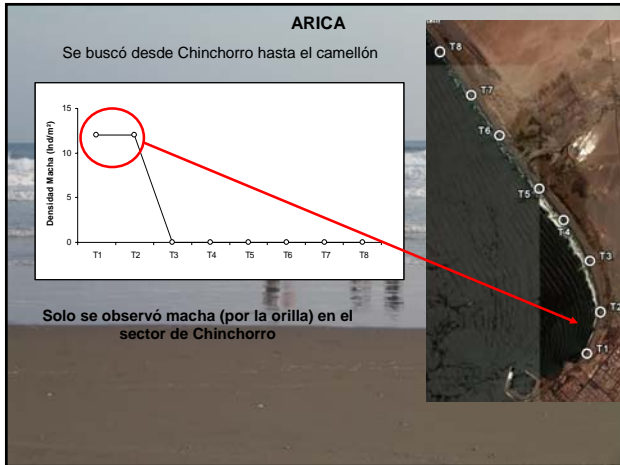 ARICA
Se buscó desde Chinchorro hasta el camellón
Densidad Macha (Ind/m²)
15
10
5
0
T1 T2 T3 T4 T5 T6 T7 T8
Solo se observó macha (por la orilla) en el
sector de Chinchorro
T8
T7
T6
T5
T4
T3
T2
T1